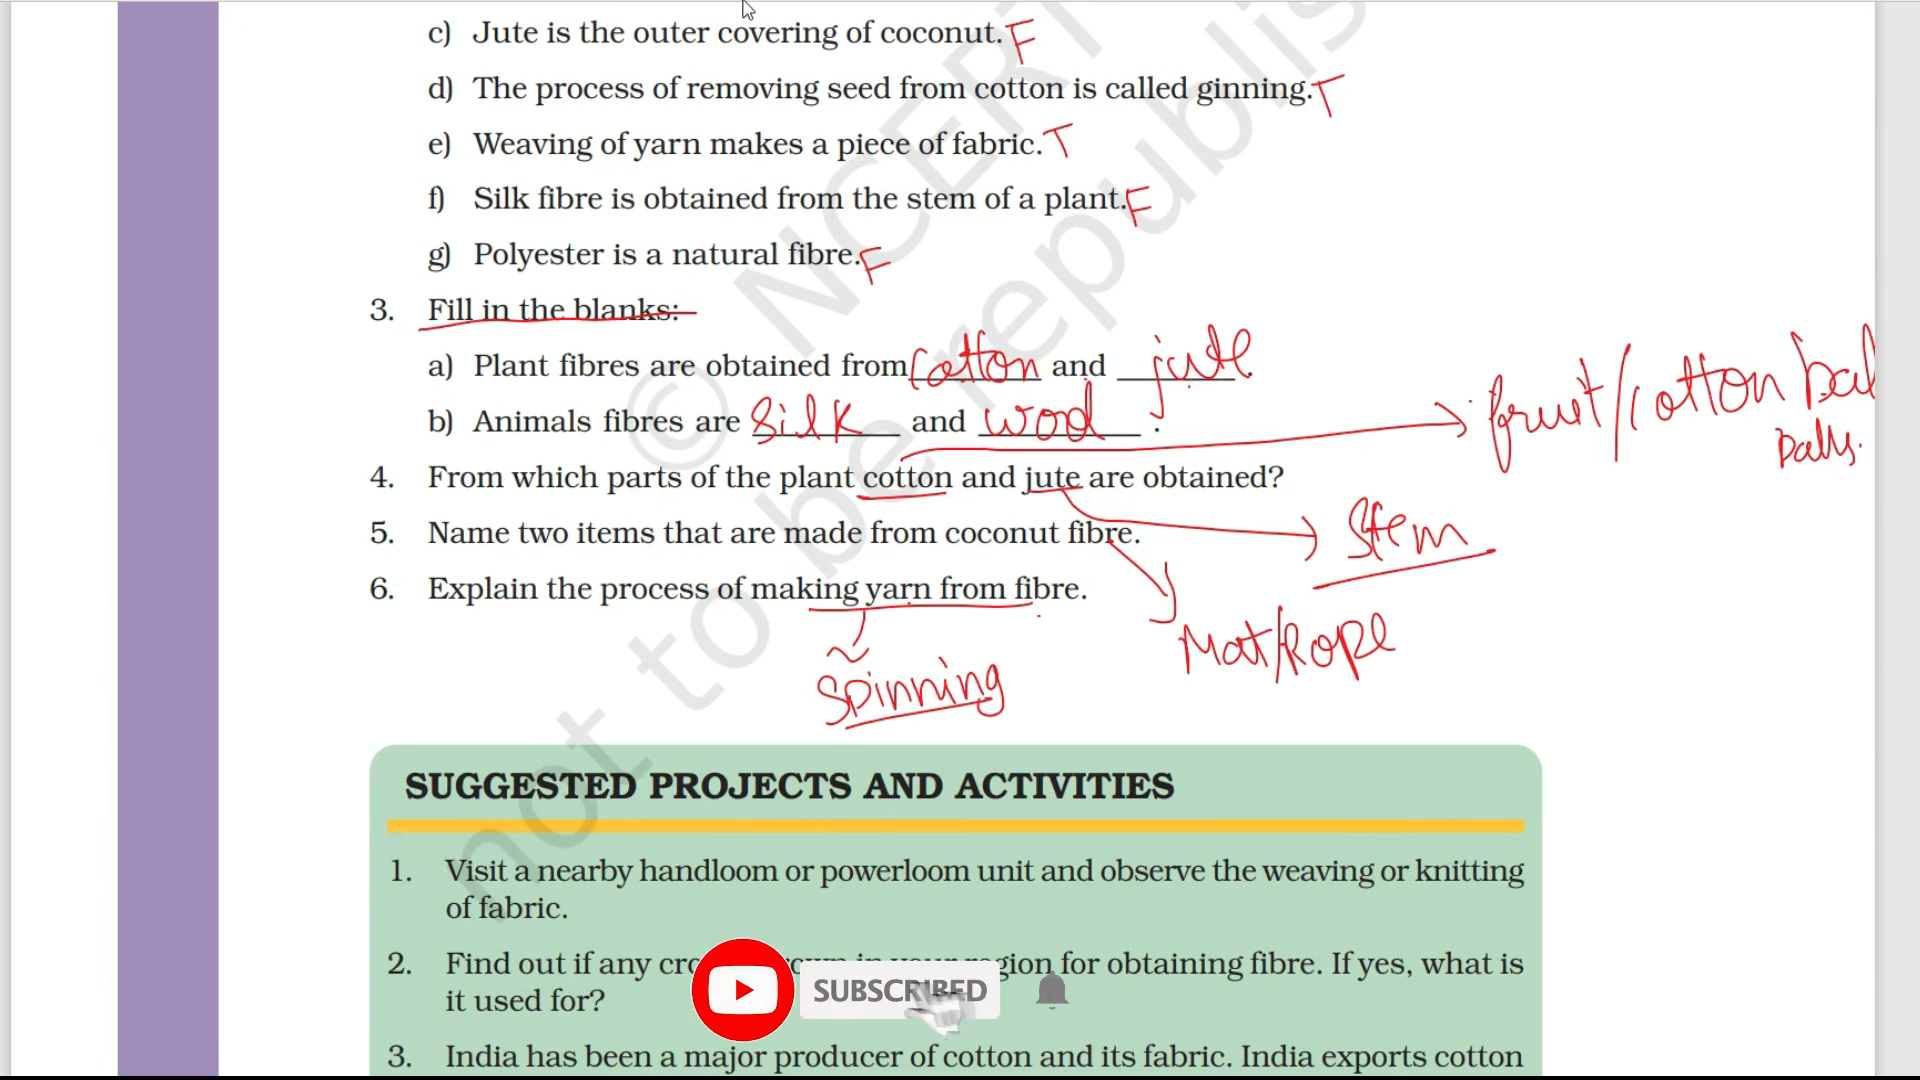 c) Jute is the outer covering of coconut. F
d) The process of removing seed from cotton is called ginning. T
e) Weaving of yarn makes a piece of fabric. T
f) Silk fibre is obtained from the stem of a plant. F
g) Polyester is a natural fibre. F
3. Fill in the blanks:
a) Plant fibres are obtained from cotton and jute.
b) Animals fibres are silk and wool.
fruit/cotton bal
balls.
4. From which parts of the plant cotton and jute are obtained?
Stem
5. Name two items that are made from coconut fibre.
6. Explain the process of making yarn from fibre.
Mat/Rope
Spinning
© NCERT
not to be republis
SUGGESTED PROJECTS AND ACTIVITIES
1. Visit a nearby handloom or powerloom unit and observe the weaving or knitting
of fabric.
2. Find out if any region for obtaining fibre. If yes, what is
it used for?
SUBSCRIBED
3. India has been a major producer of cotton and its fabric. India exports cotton